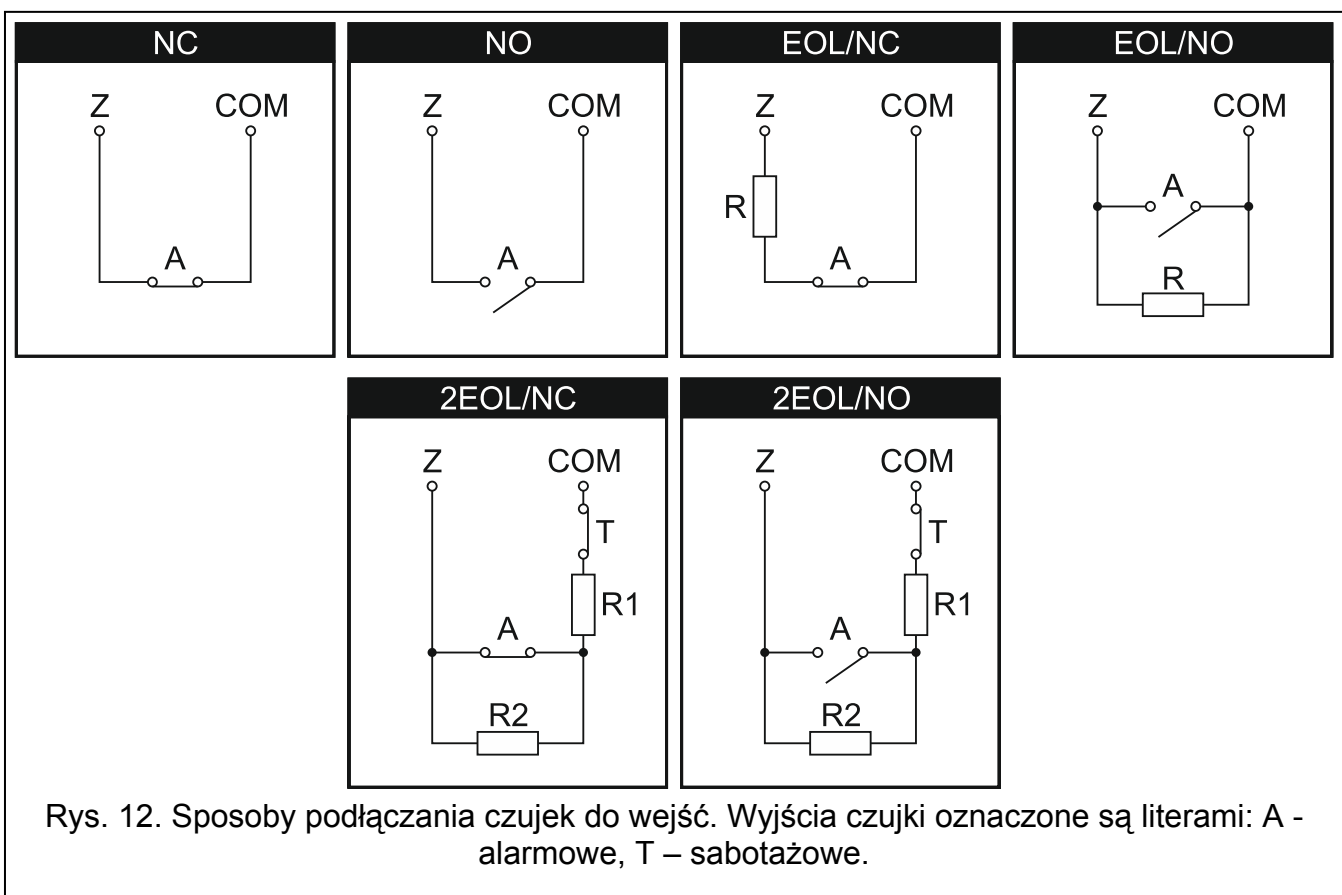 NC
NO
EOL/NC
EOL/NO
Z COM
A
Z COM
A
Z COM
R
A
Z COM
A
R
2EOL/NC
2EOL/NO
Z COM
T
R1
A
R2
Z COM
T
R1
A
R2
Rys. 12. Sposoby podłączania czujek do wejść. Wyjścia czujki oznaczone są literami: A -
alarmowe, T – sabotażowe.